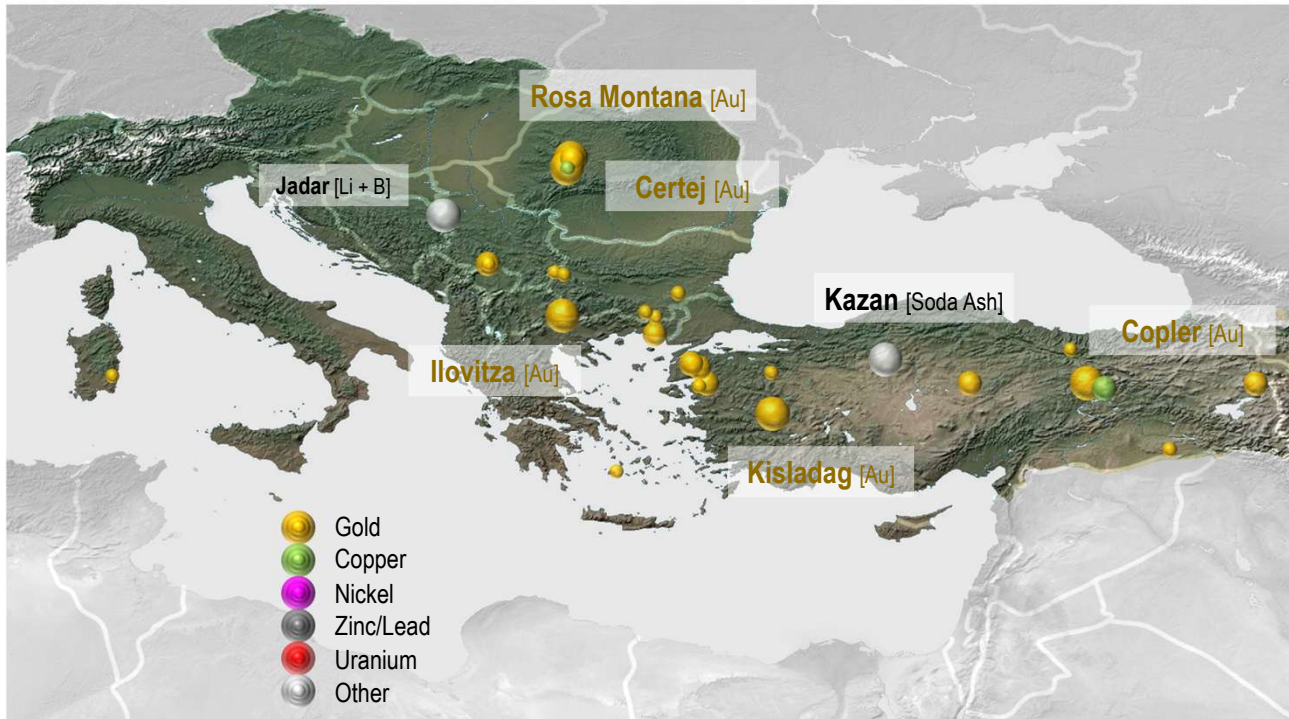 Rosa Montana [Au]
Jadar [Li + B]
Certej [Au]
Kazan [Soda Ash]
Copler [Au]
Ilovitza [Au]
Kisladag [Au]
Gold
Copper
Nickel
Zinc/Lead
Uranium
Other